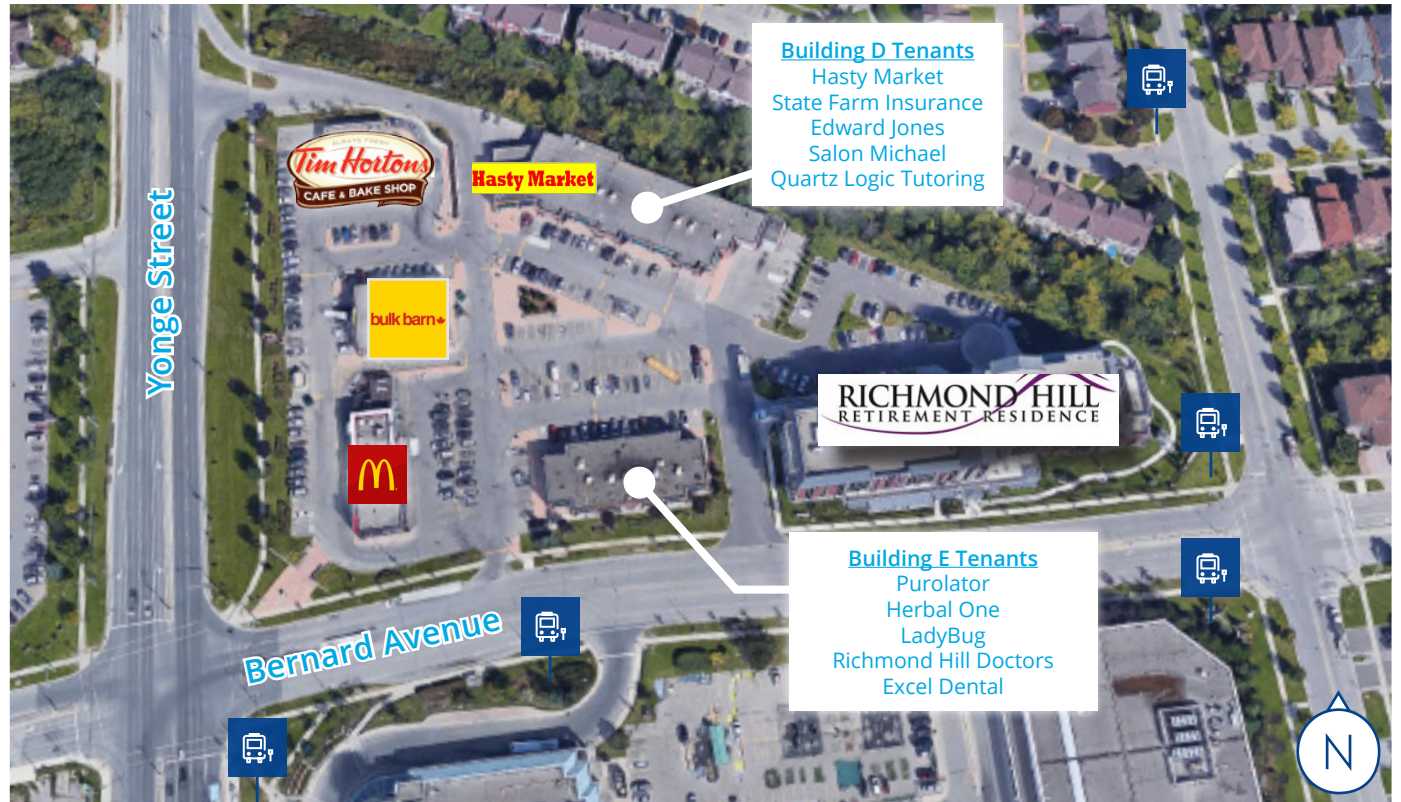 Building D Tenants
Hasty Market
State Farm Insurance
Edward Jones
Salon Michael
Quartz Logic Tutoring
ALWAYS FRESH
Tim Hortons
CAFE & BAKE SHOP
Hasty Market
Yonge Street
bulk barn
RICHMOND HILL
RETIREMENT RESIDENCE
M
Building E Tenants
Purolator
Herbal One
LadyBug
Richmond Hill Doctors
Excel Dental
Bernard Avenue
N